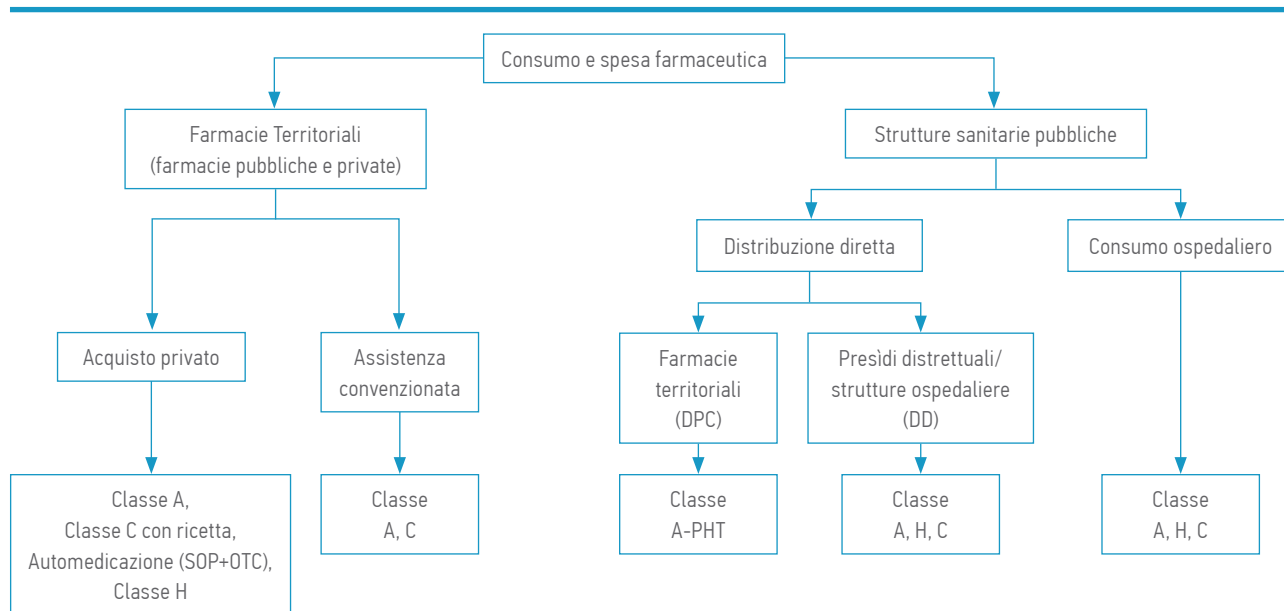 Consumo e spesa farmaceutica
Farmacie Territoriali
(farmacie pubbliche e private)
Strutture sanitarie pubbliche
Distribuzione diretta
Consumo ospedaliero
Acquisto privato
Assistenza
convenzionata
Farmacie
territoriali
(DPC)
Presìdi distrettuali/
strutture ospedaliere
(DD)
Classe A,
Classe C con ricetta,
Automedicazione (SOP+OTC),
Classe H
Classe
A, C
Classe
A-PHT
Classe
A, H, C
Classe
A, H, C